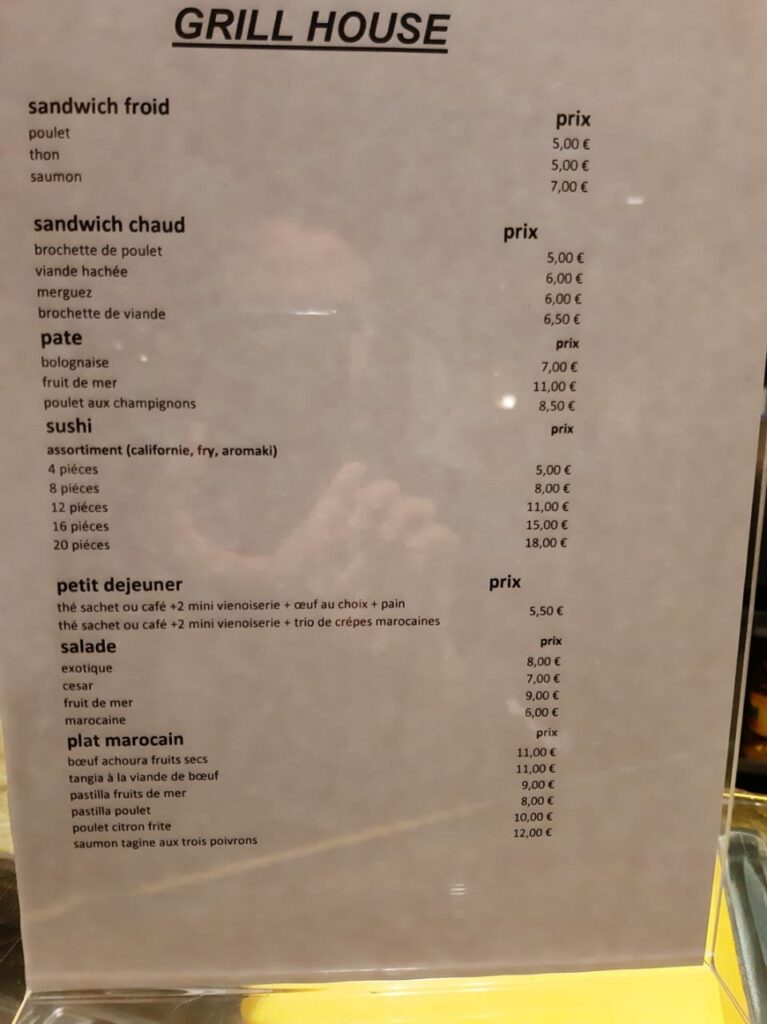 GRILL HOUSE
sandwich froid prix
poulet 5,00 €
thon 5,00 €
saumon 7,00 €
sandwich chaud prix
brochette de poulet 5,00 €
viande hachée 6,00 €
merguez 6,00 €
brochette de viande 6,50 €
pate prix
bolognaise 7,00 €
fruit de mer 11,00 €
poulet aux champignons 8,50 €
sushi prix
assortiment (californie, fry, aromaki)
4 piéces 5,00 €
8 piéces 8,00 €
12 piéces 11,00 €
16 piéces 15,00 €
20 piéces 18,00 €
petit dejeuner prix
thé sachet ou café +2 mini vienoiserie + œuf au choix + pain 5,50 €
thé sachet ou café +2 mini vienoiserie + trio de crépes marocaines
salade prix
exotique 8,00 €
cesar 7,00 €
fruit de mer 9,00 €
marocaine 6,00 €
plat marocain prix
bœuf achoura fruits secs 11,00 €
tangia à la viande de bœuf 11,00 €
pastilla fruits de mer 9,00 €
pastilla poulet 8,00 €
poulet citron frite 10,00 €
saumon tagine aux trois poivrons 12,00 €